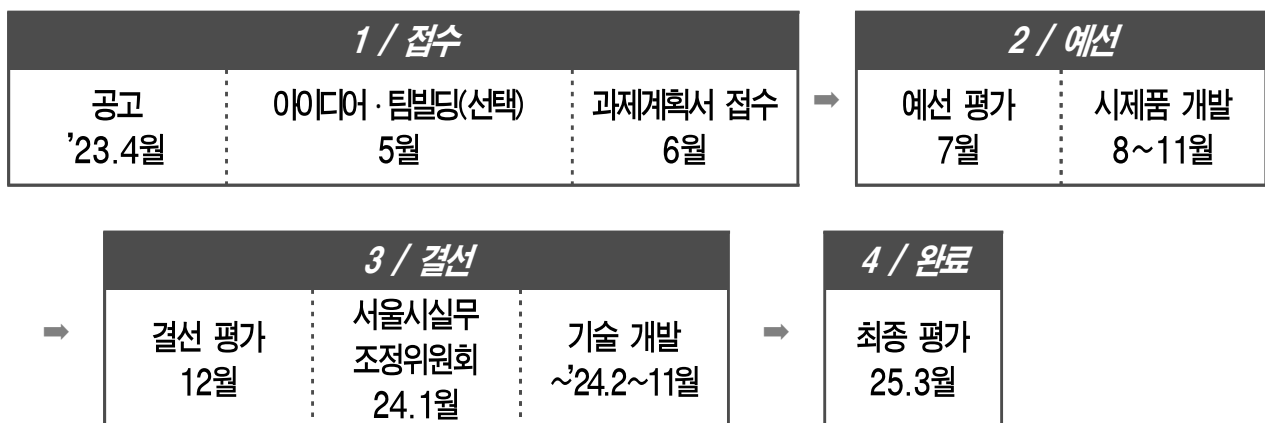 1 / 접수
공고
'23.4월
아이디어 · 팀빌딩(선택)
5월
과제계획서 접수
6월
➡
2 / 예선
예선 평가
7월
시제품 개발
8~11월
➡
3 / 결선
결선 평가
12월
서울시실무
조정위원회
24.1월
기술 개발
~'24.2~11월
➡
4 / 완료
최종 평가
25.3월